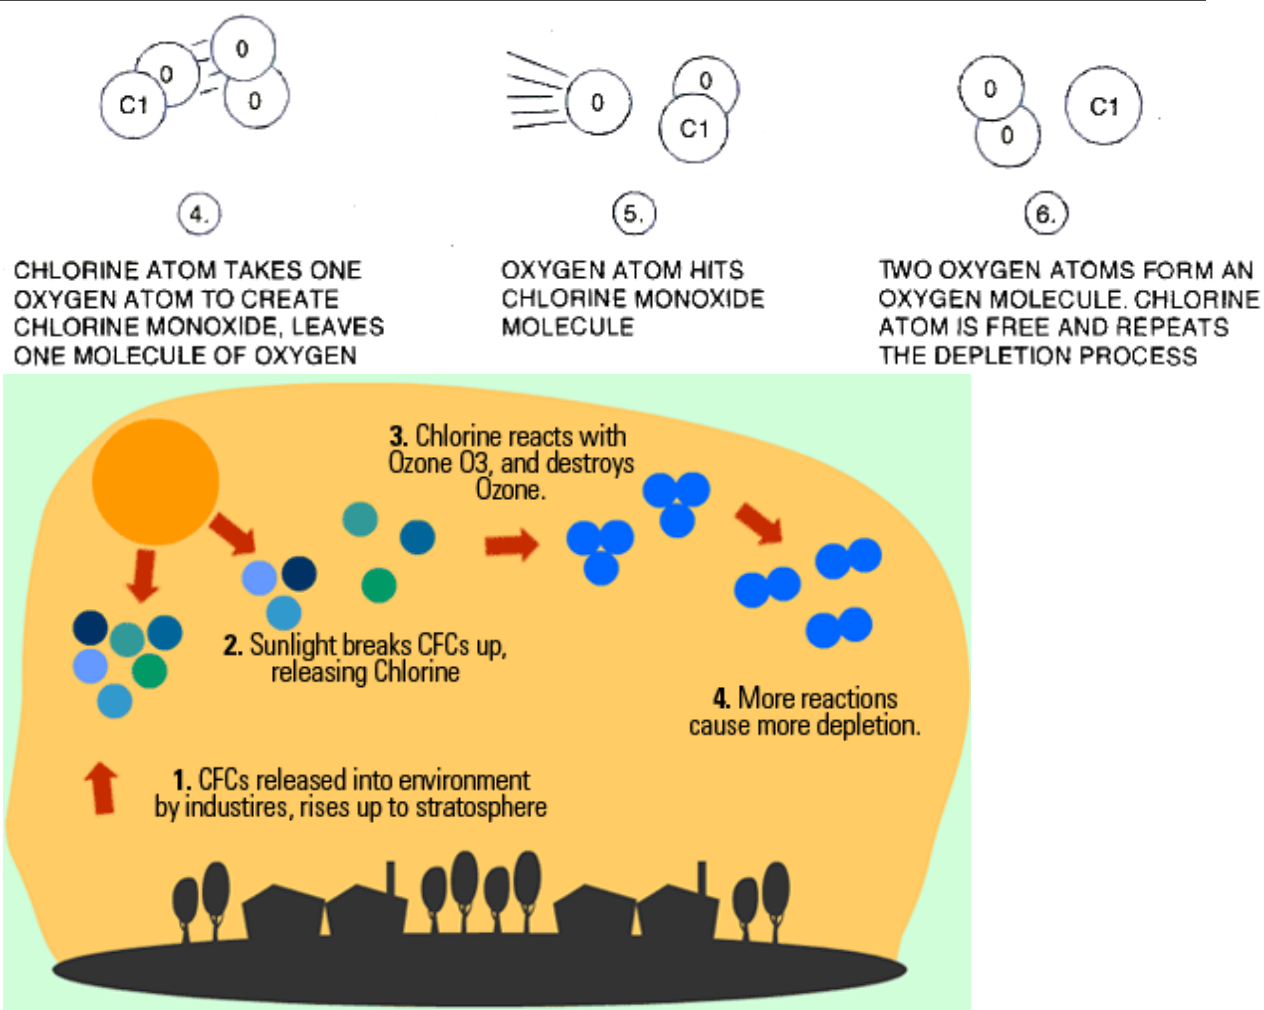 0
0
C1
0
0
0
C1
0
0
C1
4.
5.
6.
CHLORINE ATOM TAKES ONE
OXYGEN ATOM TO CREATE
CHLORINE MONOXIDE, LEAVES
ONE MOLECULE OF OXYGEN
OXYGEN ATOM HITS
CHLORINE MONOXIDE
MOLECULE
TWO OXYGEN ATOMS FORM AN
OXYGEN MOLECULE. CHLORINE
ATOM IS FREE AND REPEATS
THE DEPLETION PROCESS
3. Chlorine reacts with
Ozone O3, and destroys
Ozone.
2. Sunlight breaks CFCs up,
releasing Chlorine
4. More reactions
cause more depletion.
1. CFCs released into environment
by industires, rises up to stratosphere